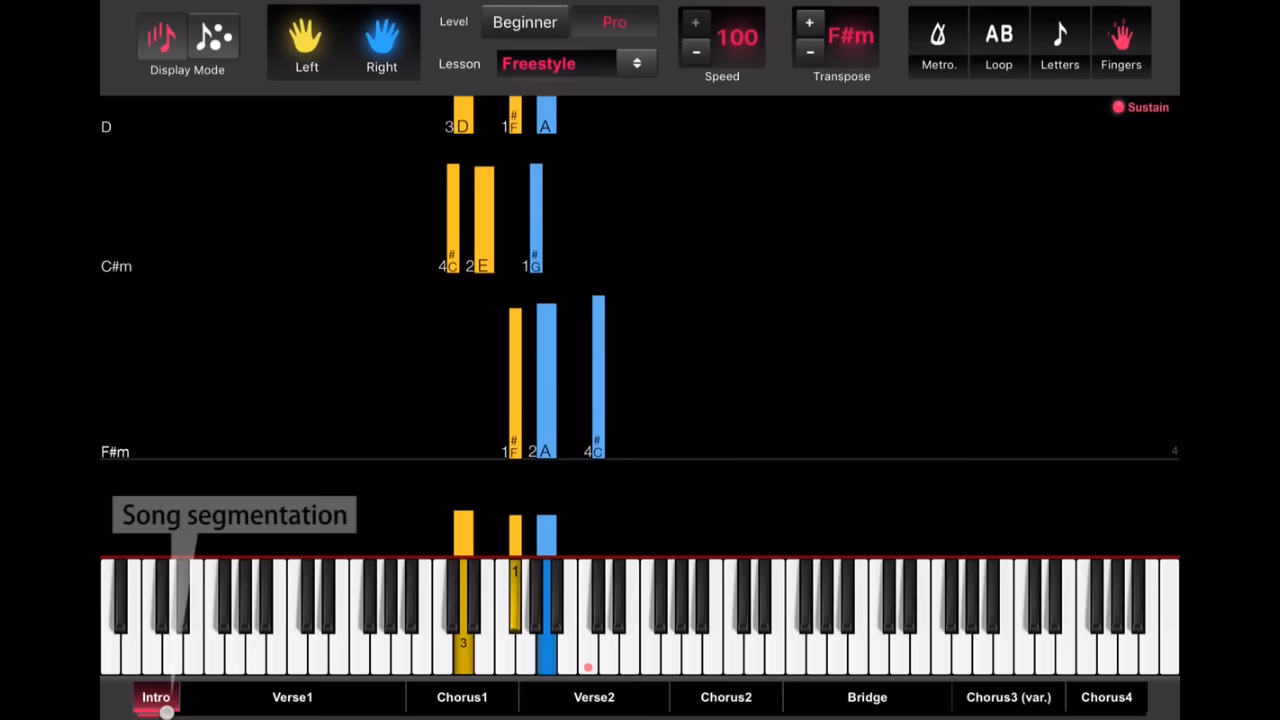 Display Mode
Left
Right
Level
Beginner
Pro
Lesson
Freestyle
+
-
100
Speed
+
-
F#m
Transpose
Metro.
AB
Loop
Letters
Fingers
Sustain
D
3 D
1 # F
A
C#m
4 # C
2 E
1 # G
F#m
1 # F
2 A
4 # C
4
Song segmentation
1
3
Intro
Verse1
Chorus1
Verse2
Chorus2
Bridge
Chorus3 (var.)
Chorus4